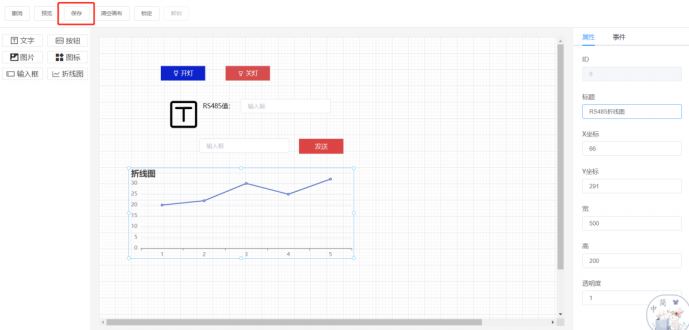 删除 预览 保存 清空画布 锁定 解锁
文字 按钮
图片 图标
输入框 折线图
开灯 关灯
RS485值: 输入框
输入框 发送
折线图
30
25
20
15
10
5
0
1 2 3 4 5
属性 事件
ID
标题
RS485折线图
X坐标
66
Y坐标
291
宽
500
高
200
透明度
1
中 简